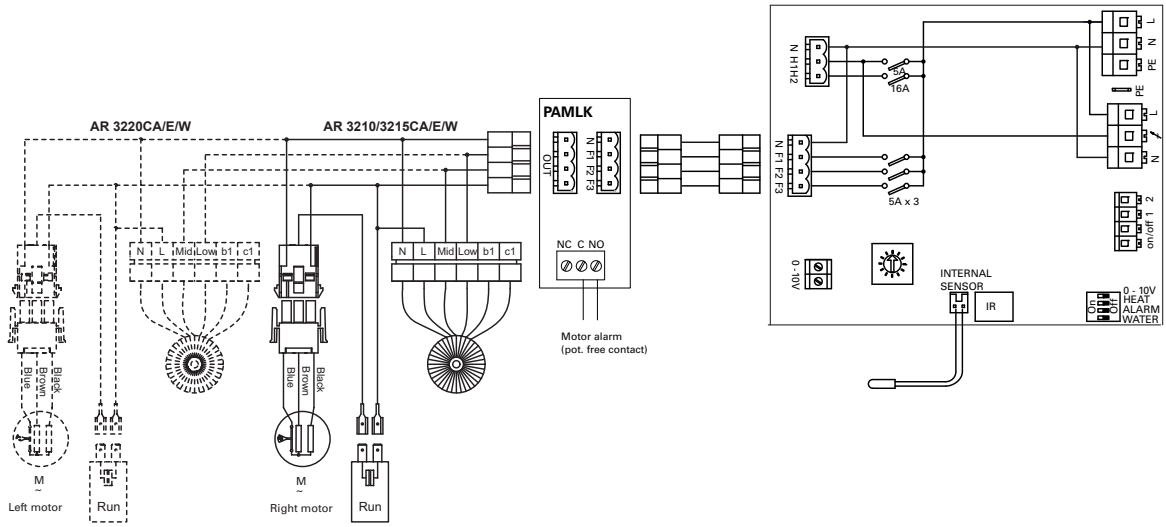 AR 3220CA/E/W
AR 3210/3215CA/E/W
N L Mid Low b1 c1
Blue
Brown
Black
M
~
Left motor
Run
N L Mid Low b1 c1
Blue
Brown
Black
M
~
Right motor
Run
PAMLK
OUT
N F1 F2 F3
NC C NO
Motor alarm
(pot. free contact)
N H1 H2
5A
16A
N F1 F2 F3
5A x 3
0 -10V
INTERNAL
SENSOR
IR
L
N
PE
PE
L
N
on/off 1 2
On
Off
0 - 10V
HEAT
ALARM
WATER